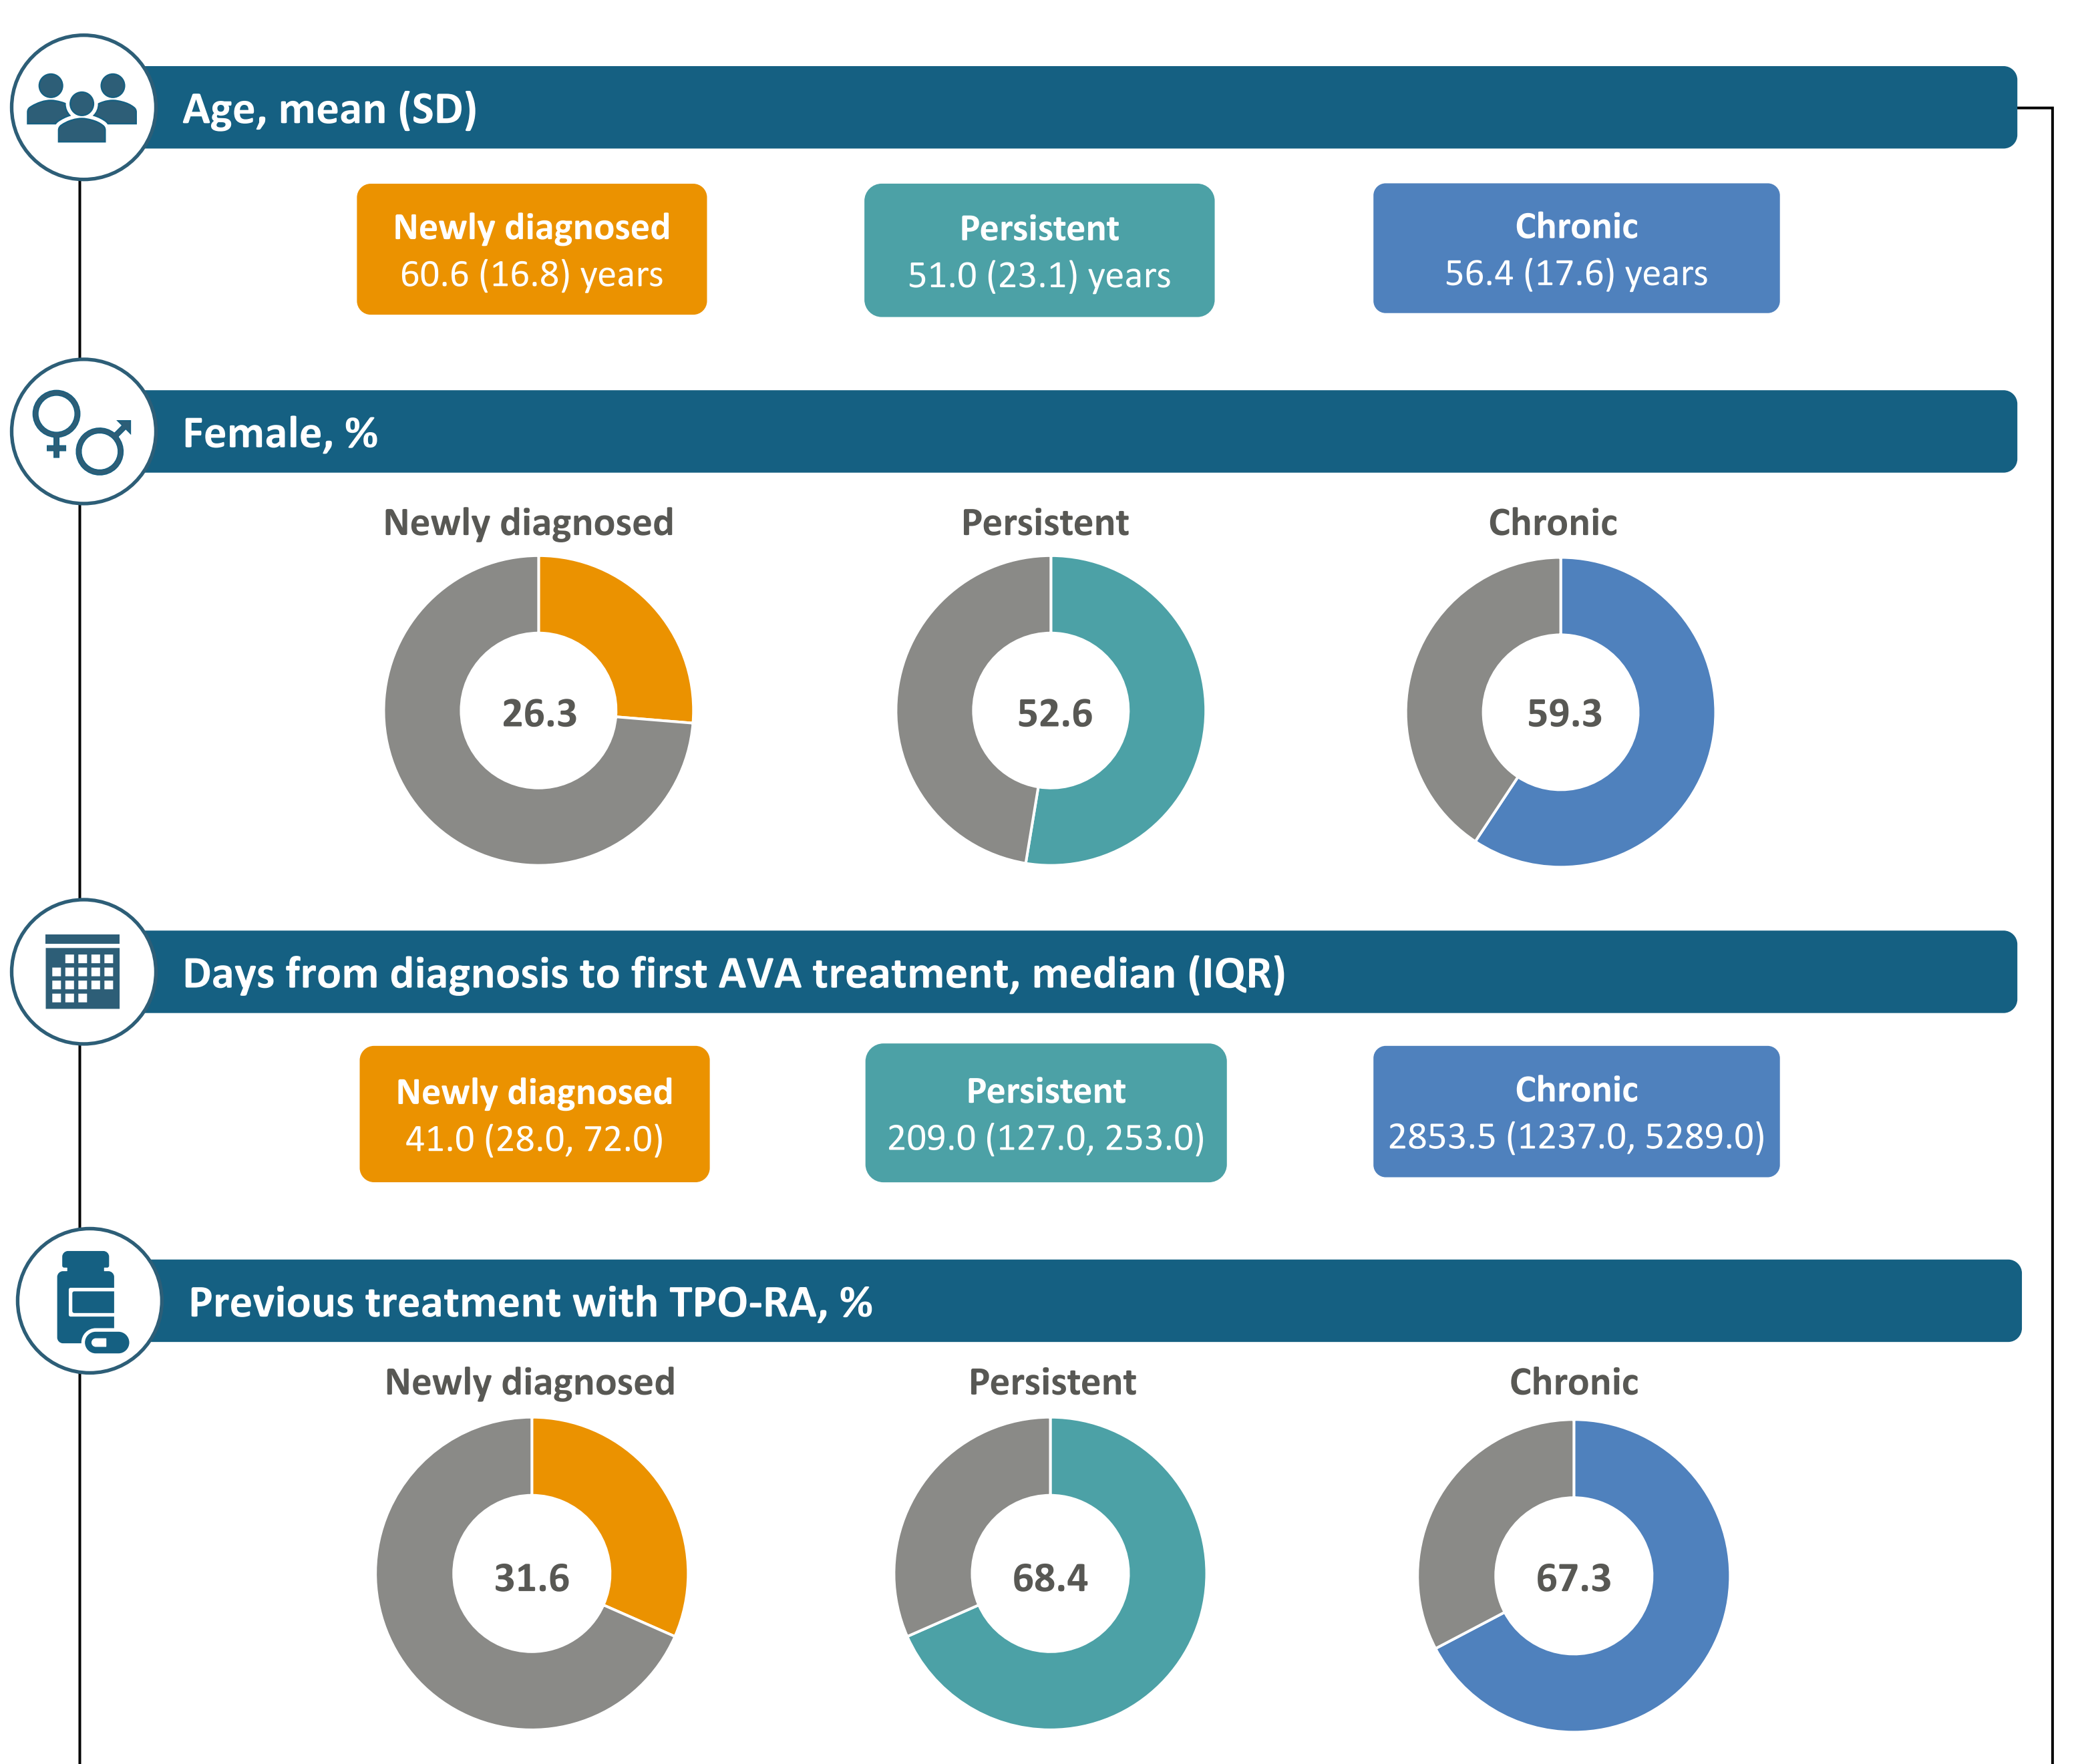 Age, mean (SD)
Newly diagnosed
60.6 (16.8) years
Persistent
51.0 (23.1) years
Chronic
56.4 (17.6) years
Female, %
Newly diagnosed
Persistent
Chronic
26.3
52.6
59.3
Days from diagnosis to first AVA treatment, median (IQR)
Newly diagnosed
41.0 (28.0, 72.0)
Persistent
209.0 (127.0, 253.0)
Chronic
2853.5 (1237.0, 5289.0)
Previous treatment with TPO-RA, %
Newly diagnosed
Persistent
Chronic
31.6
68.4
67.3